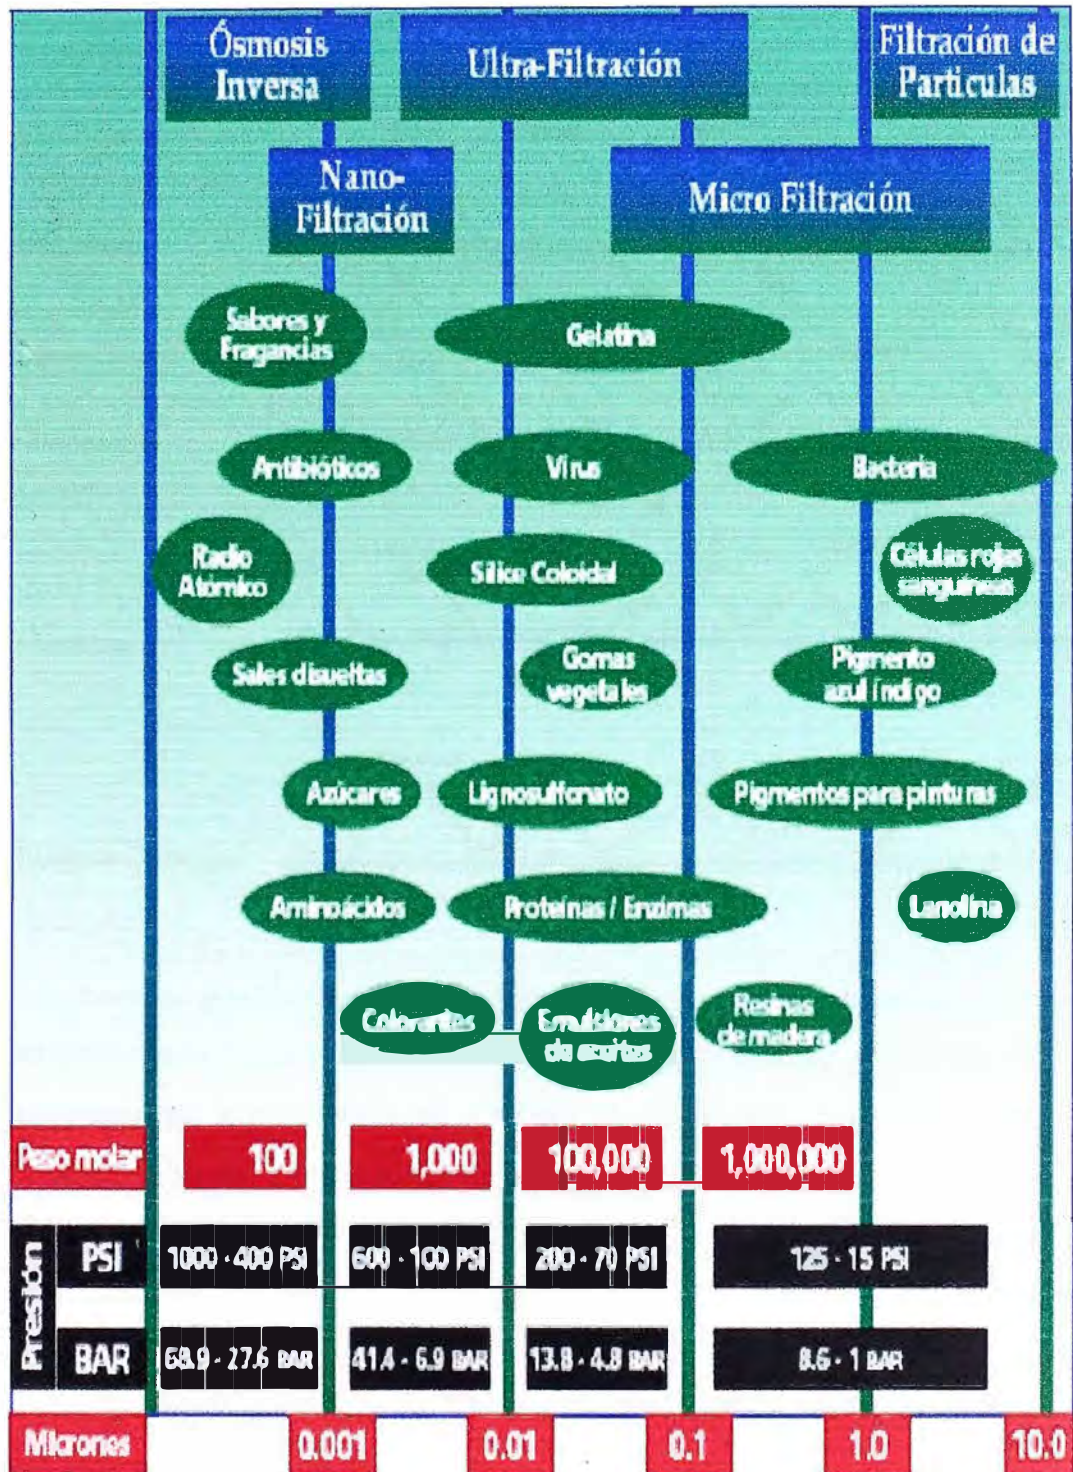 Ósmosis
Inversa
Ultra-Filtración
Filtración de
Particulas
Nano-
Filtración
Micro Filtración
Sabores y
Fragancias
Gelatina
Antibióticos
Virus
Bacteria
Radio
Atómico
Sílice Coloidal
Células rojas
sanguíneas
Sales disueltas
Gomas
vegetales
Pigmento
azul índigo
Azúcares
Lignosulfonato
Pigmentos para pinturas
Aminoácidos
Proteínas / Enzimas
Lanolina
Colorantes
Emulsiones
de aceites
Resinas
de madera
Peso molar
100
1,000
100,000
1,000,000
Presión
PSI
1000 - 400 PSI
600 - 100 PSI
200 - 70 PSI
125 - 15 PSI
BAR
68.9 - 27.6 BAR
41.4 - 6.9 BAR
13.8 - 4.8 BAR
8.6 - 1 BAR
Micrones
0.001
0.01
0.1
1.0
10.0